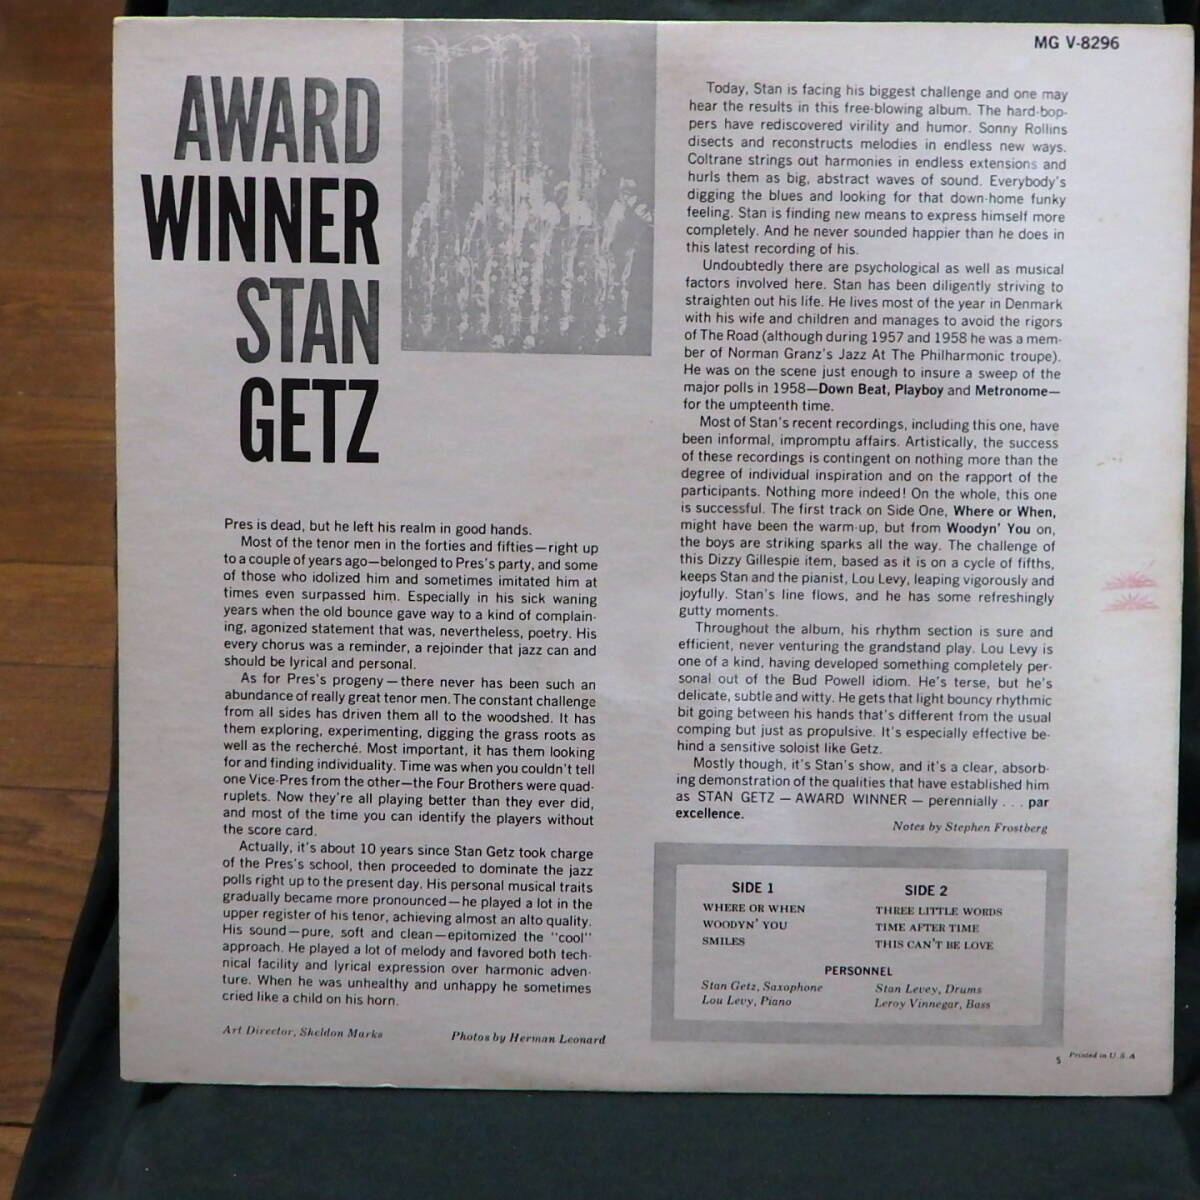 MG V-8296
AWARD
WINNER
STAN
GETZ
Pres is dead, but he left his realm in good hands.
Most of the tenor men in the forties and fifties—right up
to a couple of years ago—belonged to Pres's party, and some
of those who idolized him and sometimes imitated him at
times even surpassed him. Especially in his sick waning
years when the old bounce gave way to a kind of complain-
ing, agonized statement that was, nevertheless, poetry. His
every chorus was a reminder, a rejoinder that jazz can and
should be lyrical and personal.
As for Pres's progeny—there never has been such an
abundance of really great tenor men. The constant challenge
from all sides has driven them all to the woodshed. It has
them exploring, experimenting, digging the grass roots as
well as the recherché. Most important, it has them looking
for and finding individuality. Time was when you couldn't tell
one Vice-Pres from the other—the Four Brothers were quad-
ruplets. Now they're all playing better than they ever did,
and most of the time you can identify the players without
the score card.
Actually, it's about 10 years since Stan Getz took charge
of the Pres's school, then proceeded to dominate the jazz
polls right up to the present day. His personal musical traits
gradually became more pronounced—he played a lot in the
upper register of his tenor, achieving almost an alto quality.
His sound—pure, soft and clean—epitomized the "cool"
approach. He played a lot of melody and favored both tech-
nical facility and lyrical expression over harmonic adven-
ture. When he was unhealthy and unhappy he sometimes
cried like a child on his horn.
Art Director, Sheldon Marks
Photos by Herman Leonard
Today, Stan is facing his biggest challenge and one may
hear the results in this free-blowing album. The hard-bop-
pers have rediscovered virility and humor. Sonny Rollins
disects and reconstructs melodies in endless new ways.
Coltrane strings out harmonies in endless extensions and
hurls them as big, abstract waves of sound. Everybody's
digging the blues and looking for that down-home funky
feeling. Stan is finding new means to express himself more
completely. And he never sounded happier than he does in
this latest recording of his.
Undoubtedly there are psychological as well as musical
factors involved here. Stan has been diligently striving to
straighten out his life. He lives most of the year in Denmark
with his wife and children and manages to avoid the rigors
of The Road (although during 1957 and 1958 he was a mem-
ber of Norman Granz's Jazz At The Philharmonic troupe).
He was on the scene just enough to insure a sweep of the
major polls in 1958—Down Beat, Playboy and Metronome—
for the umpteenth time.
Most of Stan's recent recordings, including this one, have
been informal, impromptu affairs. Artistically, the success
of these recordings is contingent on nothing more than the
degree of individual inspiration and on the rapport of the
participants. Nothing more indeed! On the whole, this one
is successful. The first track on Side One, Where or When,
might have been the warm-up, but from Woodyn' You on,
the boys are striking sparks all the way. The challenge of
this Dizzy Gillespie item, based as it is on a cycle of fifths,
keeps Stan and the pianist, Lou Levy, leaping vigorously and
joyfully. Stan's line flows, and he has some refreshingly
gutty moments.
Throughout the album, his rhythm section is sure and
efficient, never venturing the grandstand play. Lou Levy is
one of a kind, having developed something completely per-
sonal out of the Bud Powell idiom. He's terse, but he's
delicate, subtle and witty. He gets that light bouncy rhythmic
bit going between his hands that's different from the usual
comping but just as propulsive. It's especially effective be-
hind a sensitive soloist like Getz.
Mostly though, it's Stan's show, and it's a clear, absorb-
ing demonstration of the qualities that have established him
as STAN GETZ — AWARD WINNER — perennially . . . par
excellence.
Notes by Stephen Frostberg
SIDE 1
WHERE OR WHEN
WOODYN' YOU
SMILES
SIDE 2
THREE LITTLE WORDS
TIME AFTER TIME
THIS CAN'T BE LOVE
PERSONNEL
Stan Getz, Saxophone
Lou Levy, Piano
Stan Levey, Drums
Leroy Vinnegar, Bass
5 Printed in U.S.A